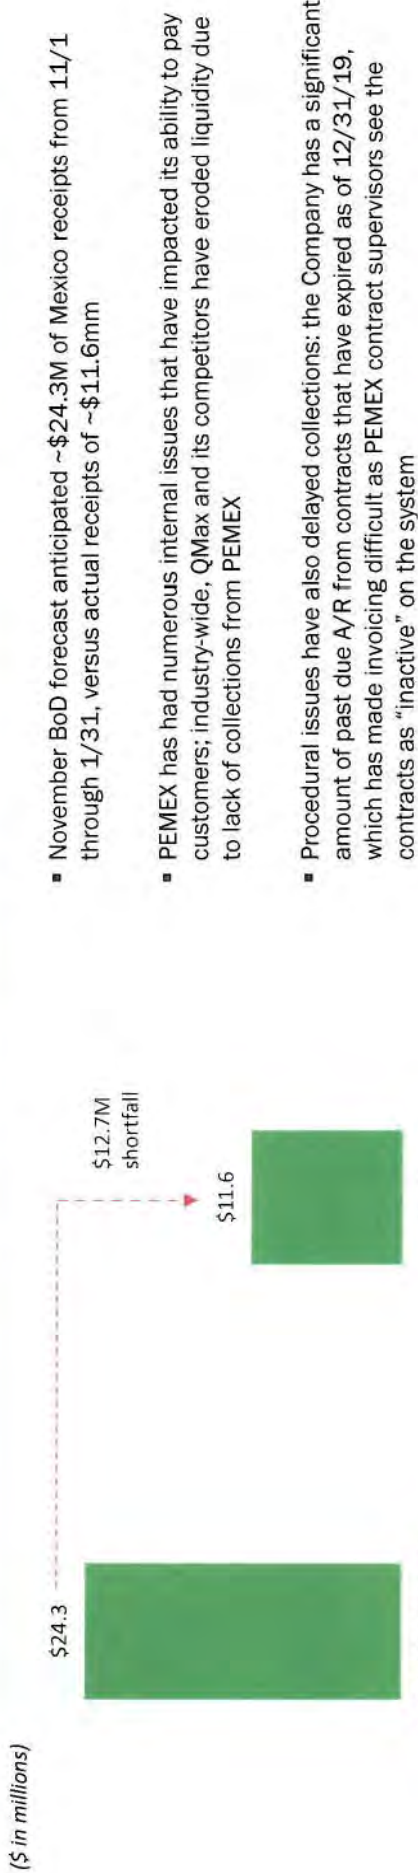 ($ in millions)
$24.3
$12.7M
shortfall
$11.6
▪ November BoD forecast anticipated ~$24.3M of Mexico receipts from 11/1
through 1/31, versus actual receipts of ~$11.6mm
▪ PEMEX has had numerous internal issues that have impacted its ability to pay
customers; industry-wide, QMax and its competitors have eroded liquidity due
to lack of collections from PEMEX
▪ Procedural issues have also delayed collections: the Company has a significant
amount of past due A/R from contracts that have expired as of 12/31/19,
which has made invoicing difficult as PEMEX contract supervisors see the
contracts as “inactive” on the system